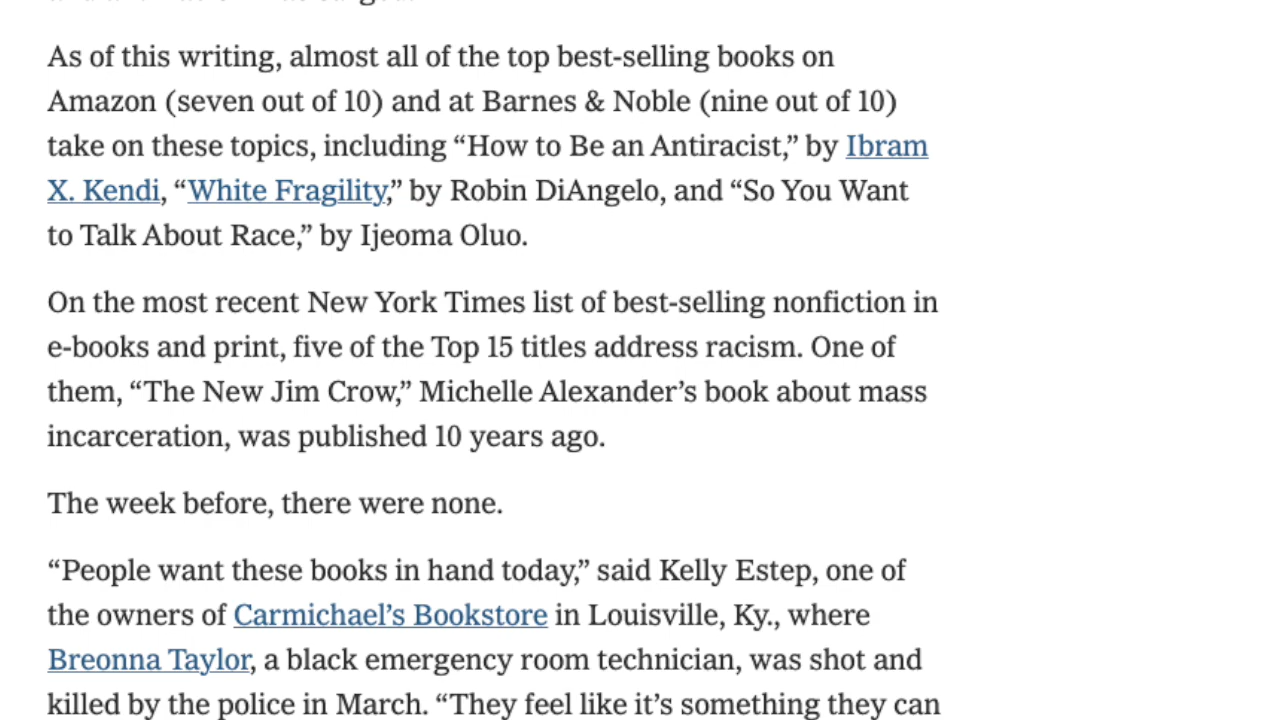 As of this writing, almost all of the top best-selling books on
Amazon (seven out of 10) and at Barnes & Noble (nine out of 10)
take on these topics, including “How to Be an Antiracist,” by Ibram
X. Kendi, “White Fragility,” by Robin DiAngelo, and “So You Want
to Talk About Race,” by Ijeoma Oluo.
On the most recent New York Times list of best-selling nonfiction in
e-books and print, five of the Top 15 titles address racism. One of
them, “The New Jim Crow,” Michelle Alexander’s book about mass
incarceration, was published 10 years ago.
The week before, there were none.
“People want these books in hand today,” said Kelly Estep, one of
the owners of Carmichael’s Bookstore in Louisville, Ky., where
Breonna Taylor, a black emergency room technician, was shot and
killed by the police in March. “They feel like it’s something they can